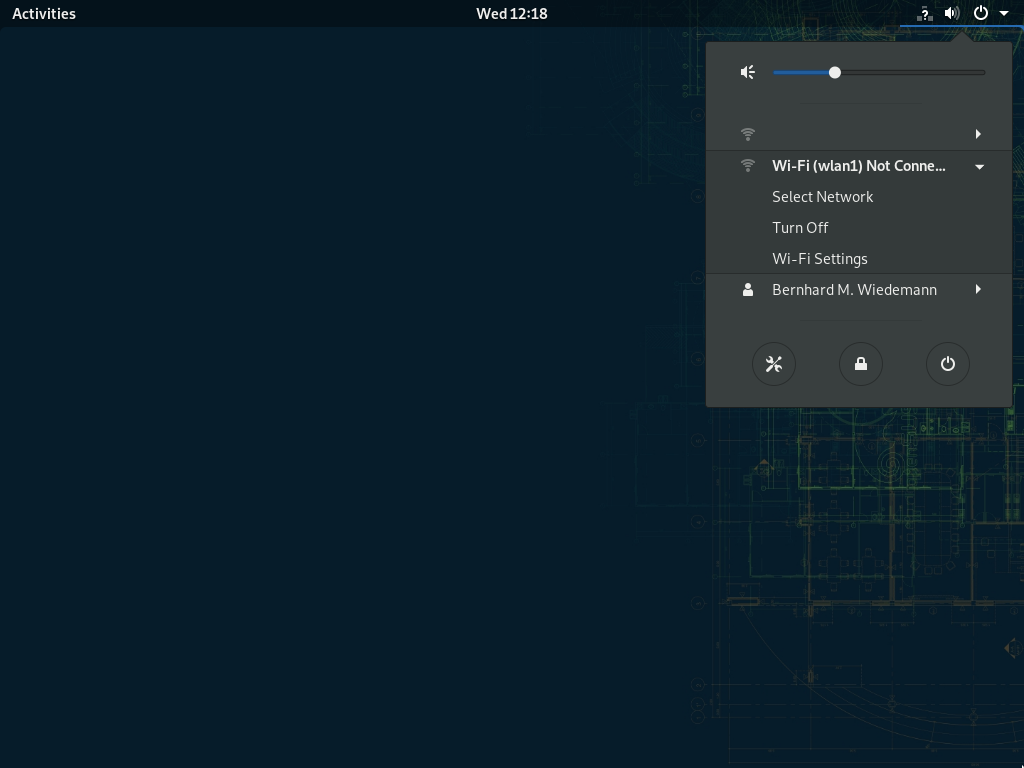 Activities
Wed 12:18
?
Wi-Fi (wlan1) Not Conne...
Select Network
Turn Off
Wi-Fi Settings
Bernhard M. Wiedemann